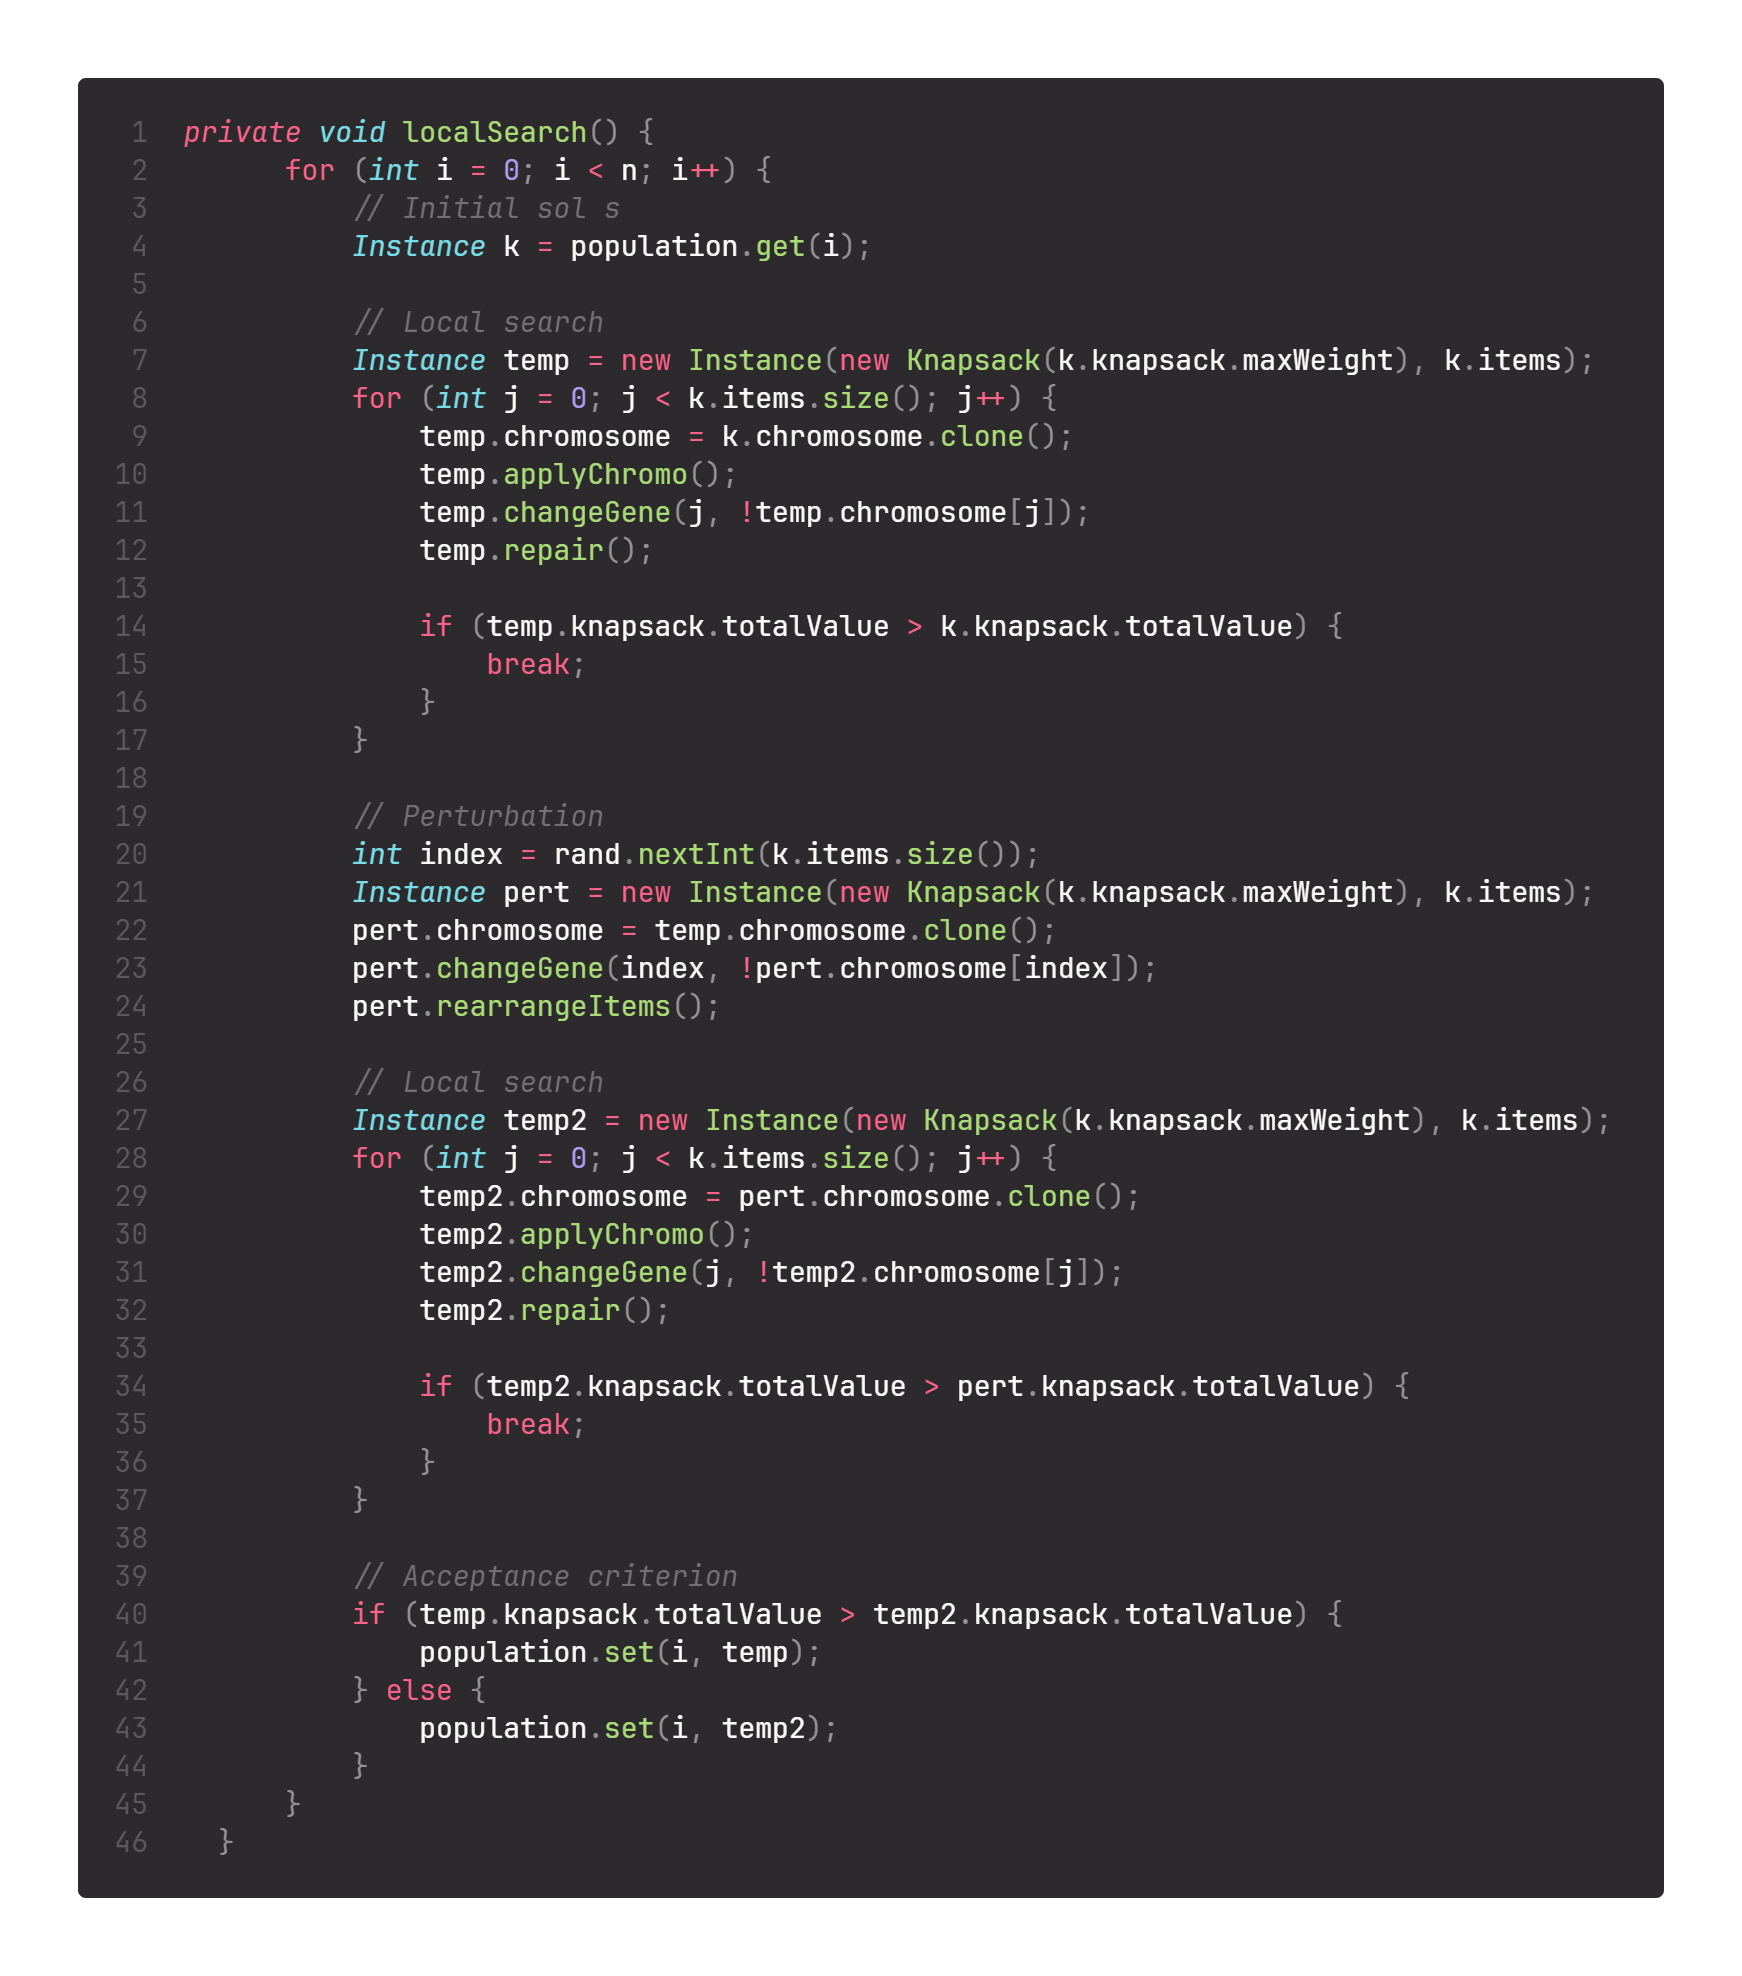 1 private void localSearch() {
2 for (int i = 0; i < n; i++) {
3 // Initial sol s
4 Instance k = population.get(i);
5
6 // Local search
7 Instance temp = new Instance(new Knapsack(k.knapsack.maxWeight), k.items);
8 for (int j = 0; j < k.items.size(); j++) {
9 temp.chromosome = k.chromosome.clone();
10 temp.applyChromo();
11 temp.changeGene(j, !temp.chromosome[j]);
12 temp.repair();
13
14 if (temp.knapsack.totalValue > k.knapsack.totalValue) {
15 break;
16 }
17 }
18
19 // Perturbation
20 int index = rand.nextInt(k.items.size());
21 Instance pert = new Instance(new Knapsack(k.knapsack.maxWeight), k.items);
22 pert.chromosome = temp.chromosome.clone();
23 pert.changeGene(index, !pert.chromosome[index]);
24 pert.rearrangeItems();
25
26 // Local search
27 Instance temp2 = new Instance(new Knapsack(k.knapsack.maxWeight), k.items);
28 for (int j = 0; j < k.items.size(); j++) {
29 temp2.chromosome = pert.chromosome.clone();
30 temp2.applyChromo();
31 temp2.changeGene(j, !temp2.chromosome[j]);
32 temp2.repair();
33
34 if (temp2.knapsack.totalValue > pert.knapsack.totalValue) {
35 break;
36 }
37 }
38
39 // Acceptance criterion
40 if (temp.knapsack.totalValue > temp2.knapsack.totalValue) {
41 population.set(i, temp);
42 } else {
43 population.set(i, temp2);
44 }
45 }
46 }